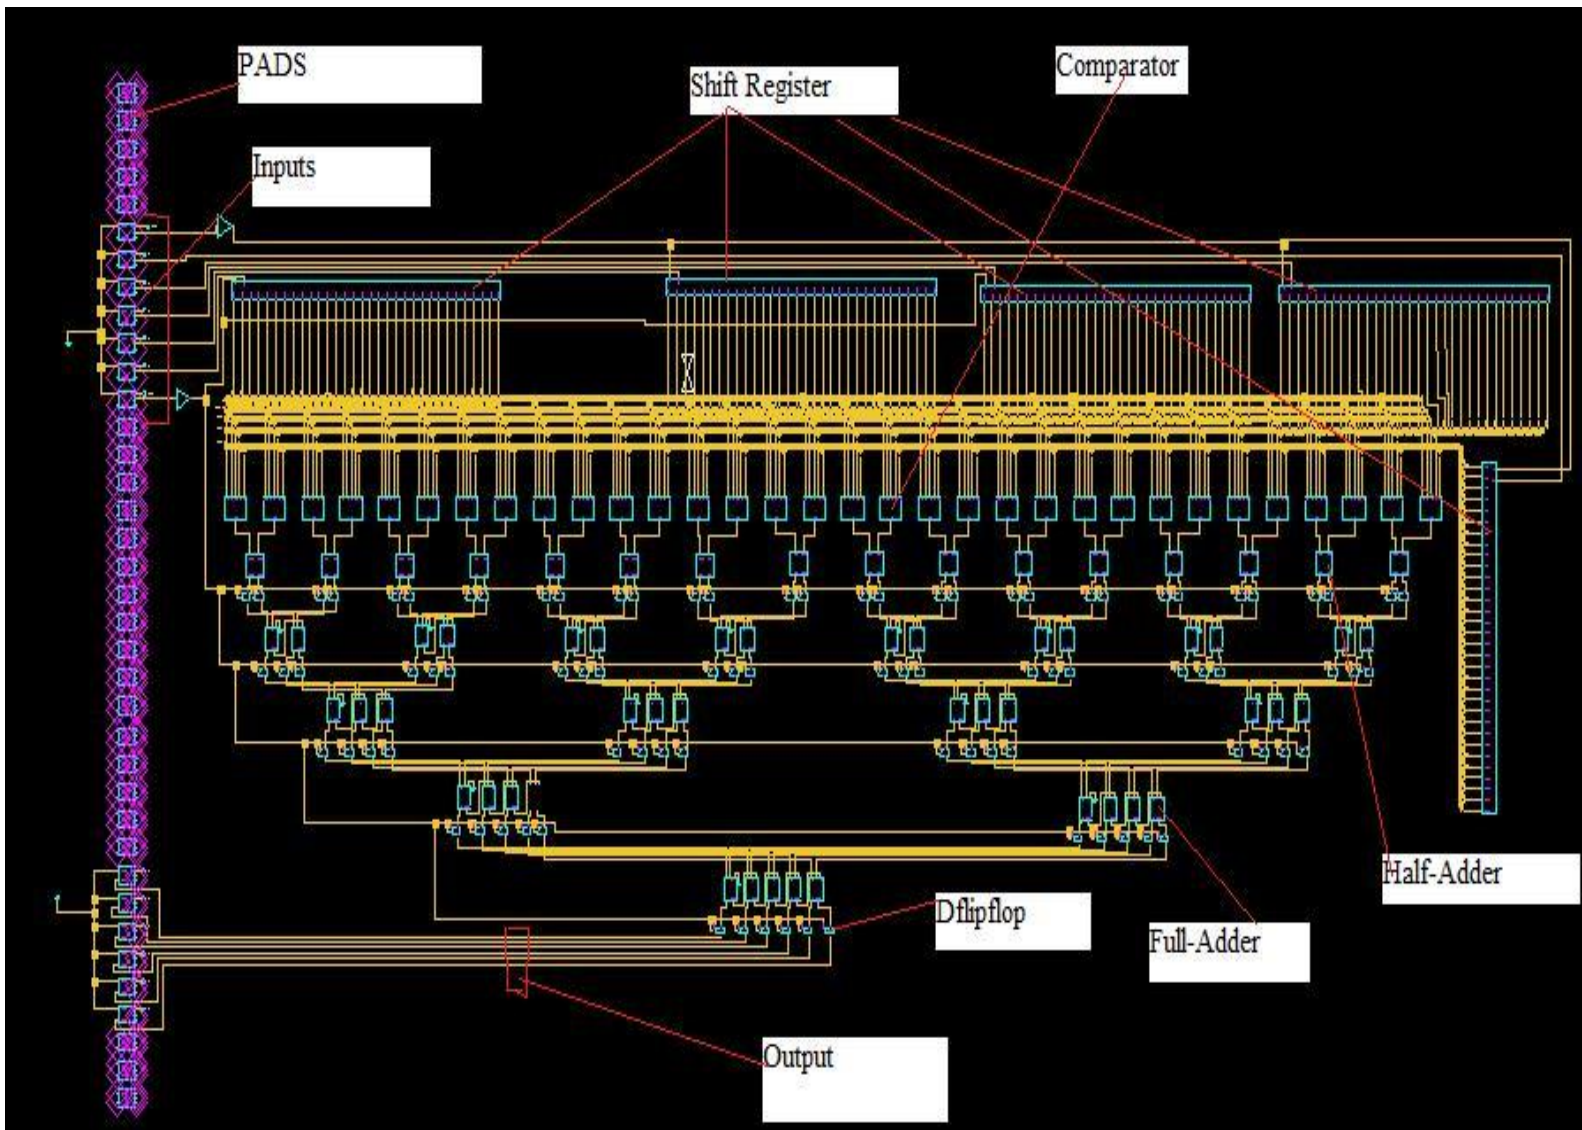 PADS
Shift Register
Comparator
Inputs
Half-Adder
Dflipflop
Full-Adder
Output